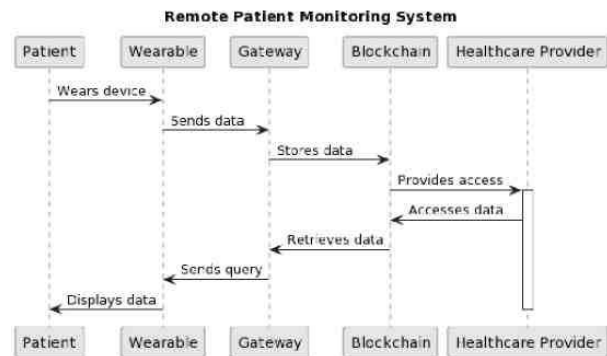 Remote Patient Monitoring System
Patient Wearable Gateway Blockchain Healthcare Provider
Wears device
Sends data
Stores data
Provides access
Accesses data
Retrieves data
Sends query
Displays data
Patient Wearable Gateway Blockchain Healthcare Provider